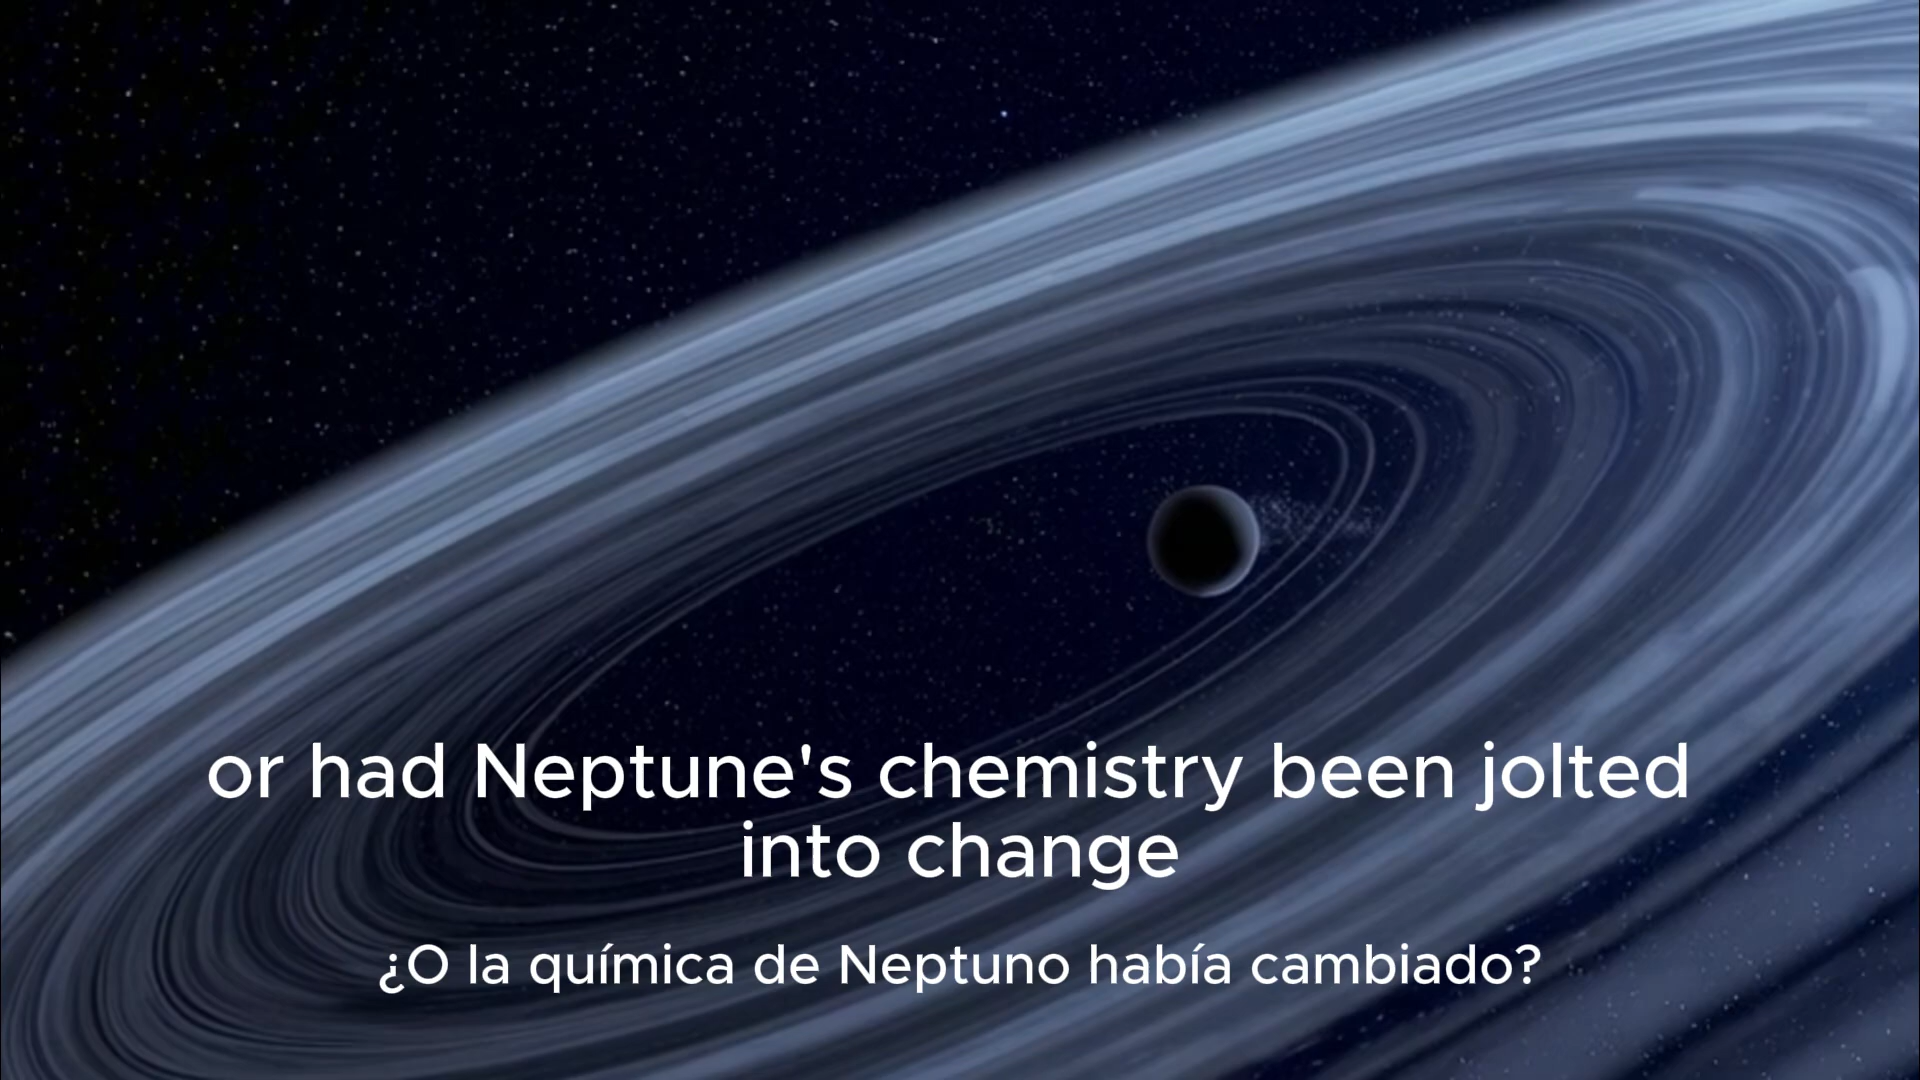 or had Neptune's chemistry been jolted
into change
¿O la química de Neptuno había cambiado?